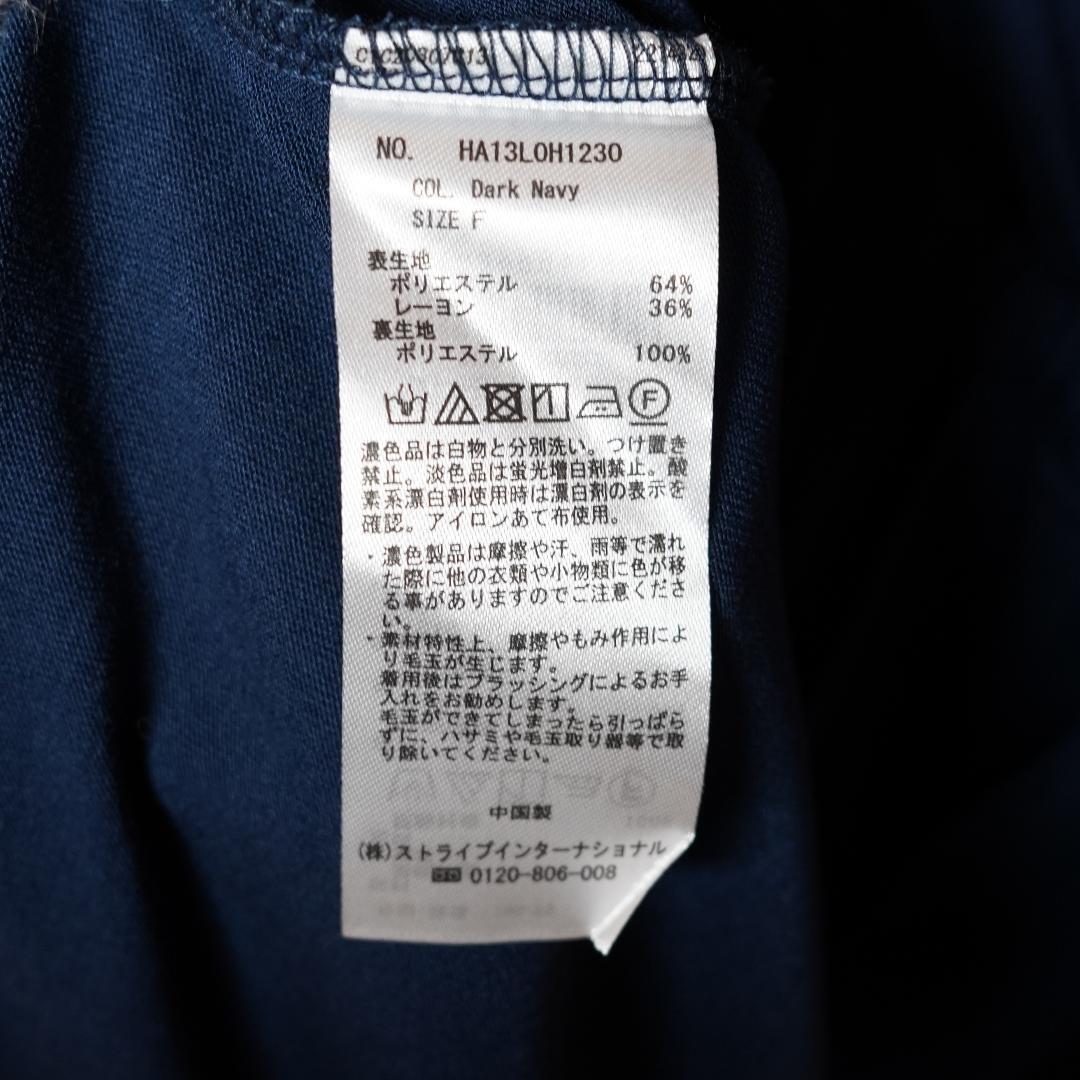 NO. HA13L0H1230
COL. Dark Navy
SIZE F
表生地
ポリエステル 64%
レーヨン 36%
裏生地
ポリエステル 100%
F
濃色品は白物と分別洗い。つけ置き
禁止。淡色品は蛍光増白剤禁止。酸
素系漂白剤使用時は漂白剤の表示を
確認。アイロンあて布使用。
・濃色製品は摩擦や汗、雨等で濡れ
た際に他の衣類や小物類に色が移
る事がありますのでご注意くださ
い。
・素材特性上、摩擦やもみ作用によ
り毛玉が生じます。
着用後はブラッシングによるお手
入れをお勧めします。
毛玉ができてしまったら引っぱら
ずに、ハサミや毛玉取り器等で取
り除いてください。
中国製
(株)ストライプインターナショナル
0120-806-008